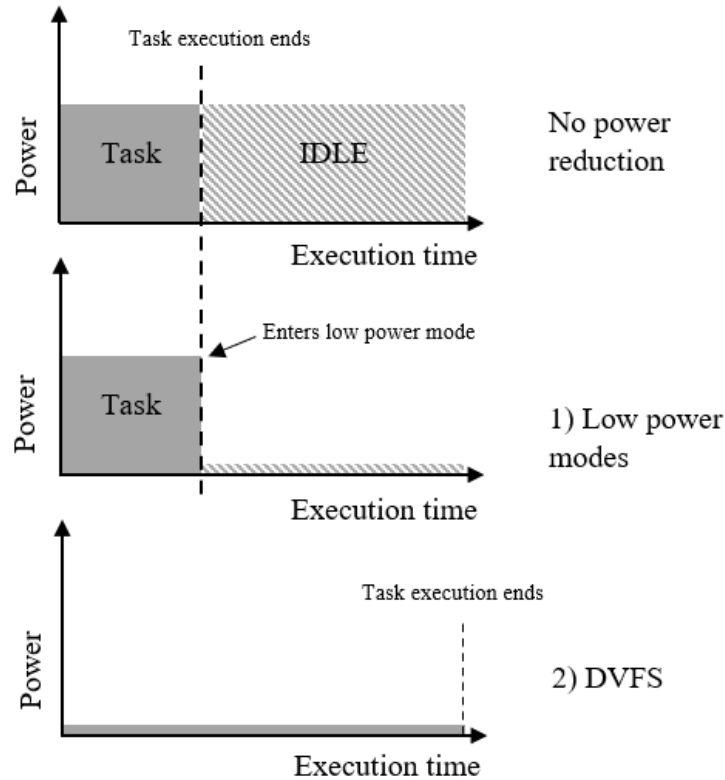 Task execution ends
Power
Task
IDLE
No power
reduction
Execution time
Enters low power mode
Power
Task
1) Low power
modes
Execution time
Task execution ends
Power
2) DVFS
Execution time